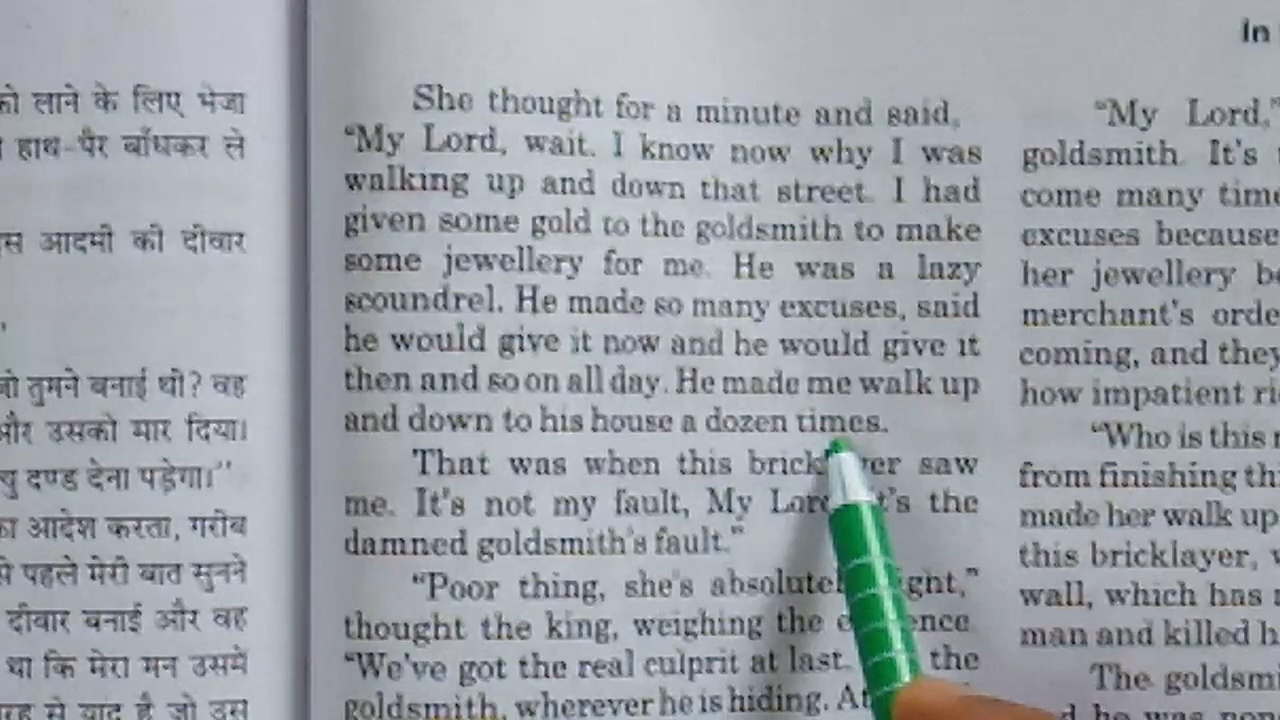 को लाने के लिए भेजा
हाथ-पैर बाँधकर ले
इस आदमी की दीवार
जो तुमने बनाई थी? वह
और उसको मार दिया।
दण्ड देना पड़ेगा।"
का आदेश करता, गरीब
पहले मेरी बात सुनने
दीवार बनाई और वह
था कि मेरा मन उसमें
से याद है जो उस
She thought for a minute and said,
"My Lord, wait. I know now why I was
walking up and down that street. I had
given some gold to the goldsmith to make
some jewellery for me. He was a lazy
scoundrel. He made so many excuses, said
he would give it now and he would give it
then and so on all day. He made me walk up
and down to his house a dozen times.
That was when this saw
me. It's not my fault, My the
damned goldsmith's fault."
"Poor thing, she's
thought the king, weighing the
"We've got the real culprit at last. the
goldsmith, wherever he is hiding.
In
"My Lord,"
goldsmith. It's
come many
excuses because
her jewellery
merchant's
coming, and they
how impatient
"Who is this
from finishing
made her walk up
this bricklayer,
wall, which has
man and killed
The
he was